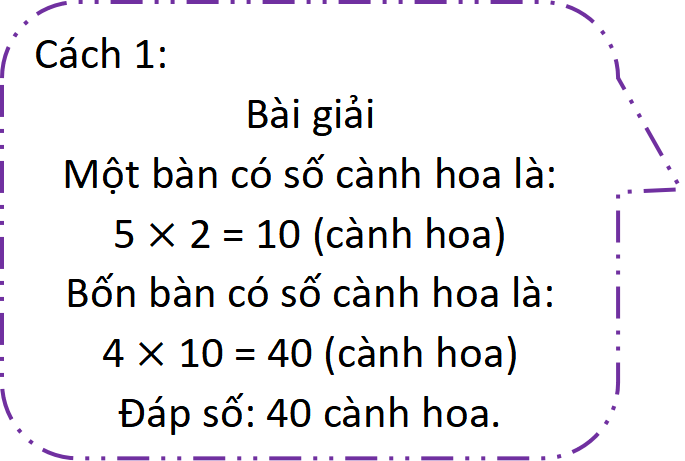 Cách 1:
Bài giải
Một bàn có số cành hoa là:
5 × 2 = 10 (cành hoa)
Bốn bàn có số cành hoa là:
4 × 10 = 40 (cành hoa)
Đáp số: 40 cành hoa.